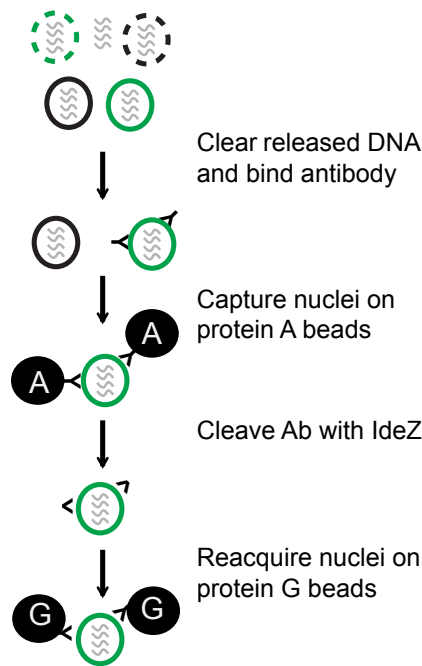 Clear released DNA
and bind antibody
Capture nuclei on
protein A beads
A
A
Cleave Ab with IdeZ
Reacquire nuclei on
protein G beads
G
G